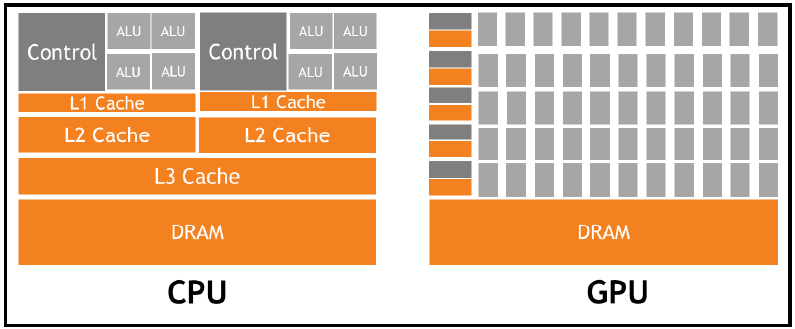 Control
ALU ALU
ALU ALU
Control
ALU ALU
ALU ALU
L1 Cache
L1 Cache
L2 Cache
L2 Cache
L3 Cache
DRAM
CPU
DRAM
GPU